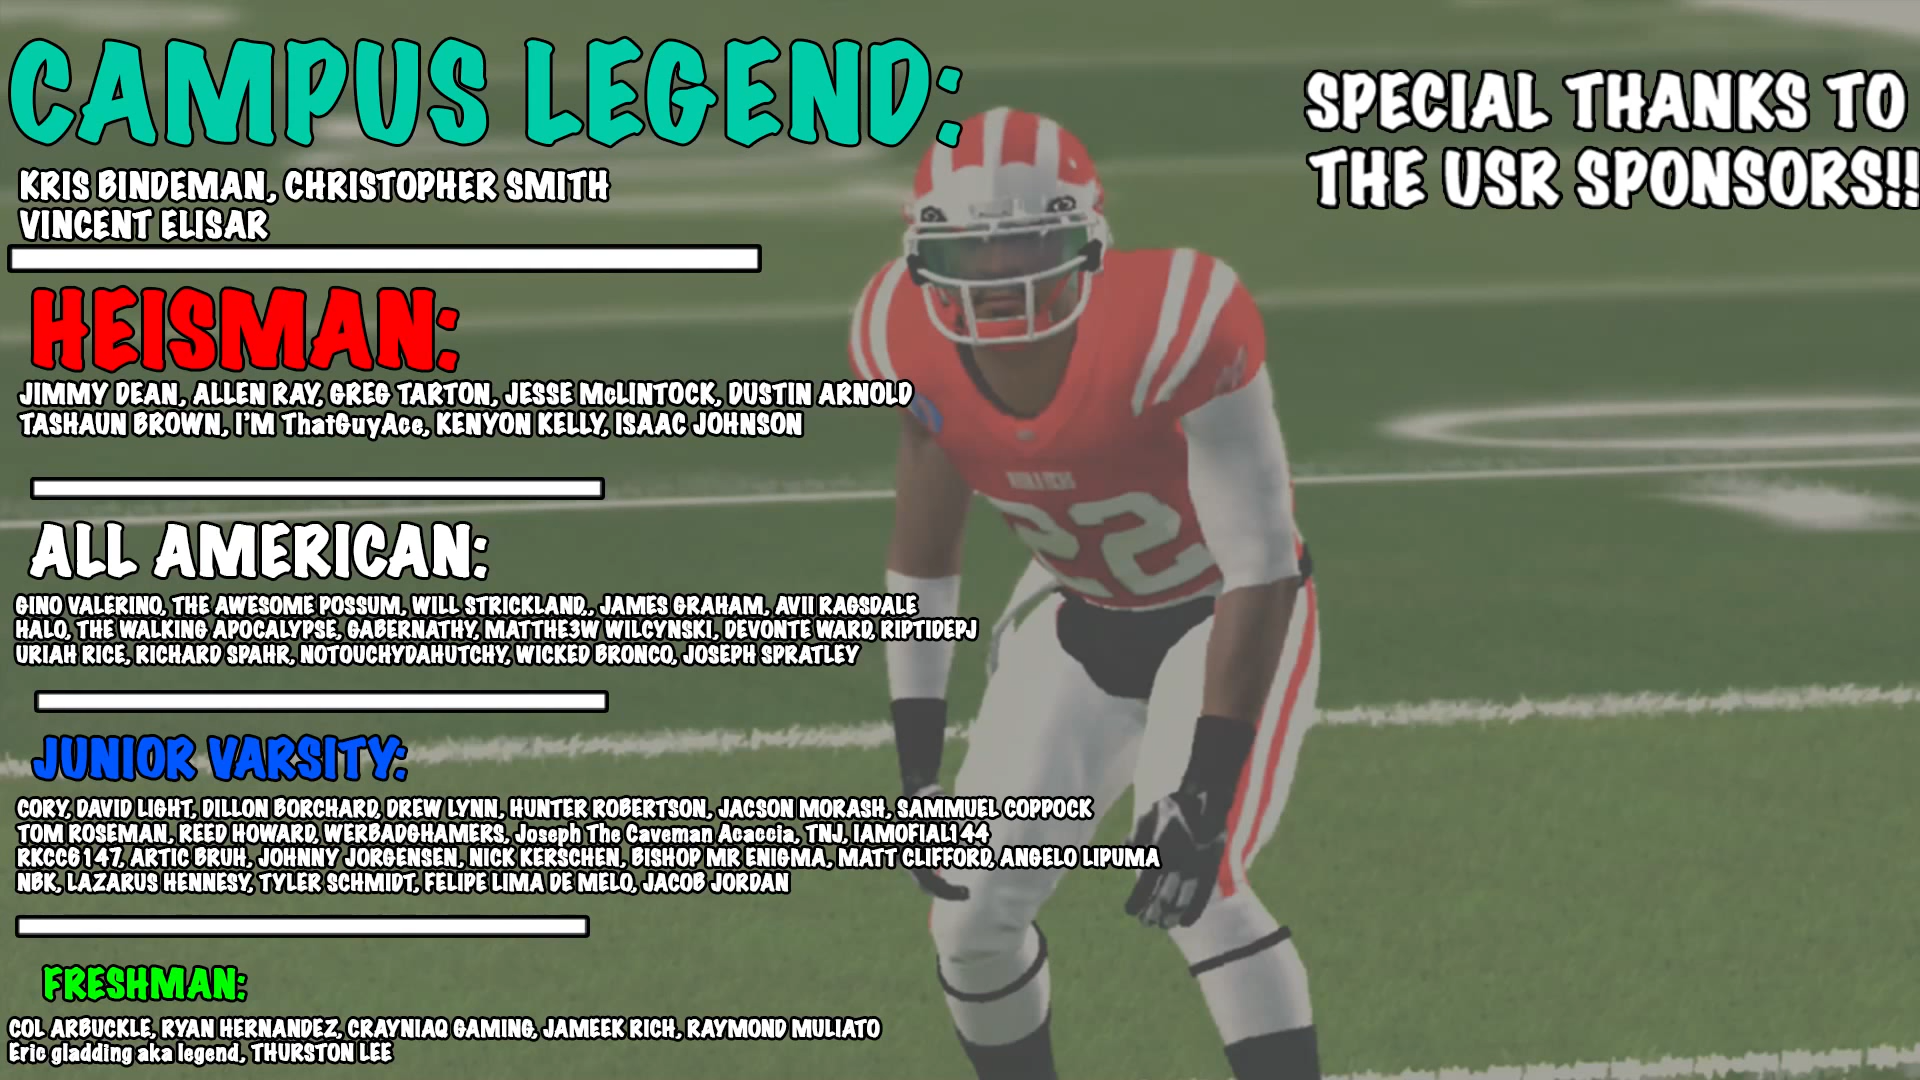 CAMPUS LEGEND:
SPECIAL THANKS TO
THE USR SPONSORS!!
KRIS BINDEMAN, CHRISTOPHER SMITH
VINCENT ELISAR
HEISMAN:
JIMMY DEAN, ALLEN RAY, GREG TARTON, JESSE McLINTOCK, DUSTIN ARNOLD
TASHAUN BROWN, I'M ThatGuyAce, KENYON KELLY, ISAAC JOHNSON
22
ALL AMERICAN:
GINO VALERINO, THE AWESOME POSSUM, WILL STRICKLAND,, JAMES GRAHAM, AVII RAGSDALE
HALO, THE WALKING APOCALYPSE, GABERNATHY, MATTHE3W WILCYNSKI, DEVONTE WARD, RIPTIDEPJ
URIAH RICE, RICHARD SPAHR, NOTOUCHYDAHUTCHY, WICKED BRONCO, JOSEPH SPRATLEY
JUNIOR VARSITY:
CORY, DAVID LIGHT, DILLON BORCHARD, DREW LYNN, HUNTER ROBERTSON, JACSON MORASH, SAMMUEL COPPOCK
TOM ROSEMAN, REED HOWARD, WERBADGHAMERS, Joseph The Caveman Acaccia, TNJ, IAMOFIAL144
RKCC6147, ARTIC BRUH, JOHNNY JORGENSEN, NICK KERSCHEN, BISHOP MR ENIGMA, MATT CLIFFORD, ANGELO LIPUMA
NBK, LAZARUS HENNESY, TYLER SCHMIDT, FELIPE LIMA DE MELO, JACOB JORDAN
FRESHMAN:
COL ARBUCKLE, RYAN HERNANDEZ, CRAYNIAQ GAMING, JAMEEK RICH, RAYMOND MULIATO
Eric gladding aka legend, THURSTON LEE